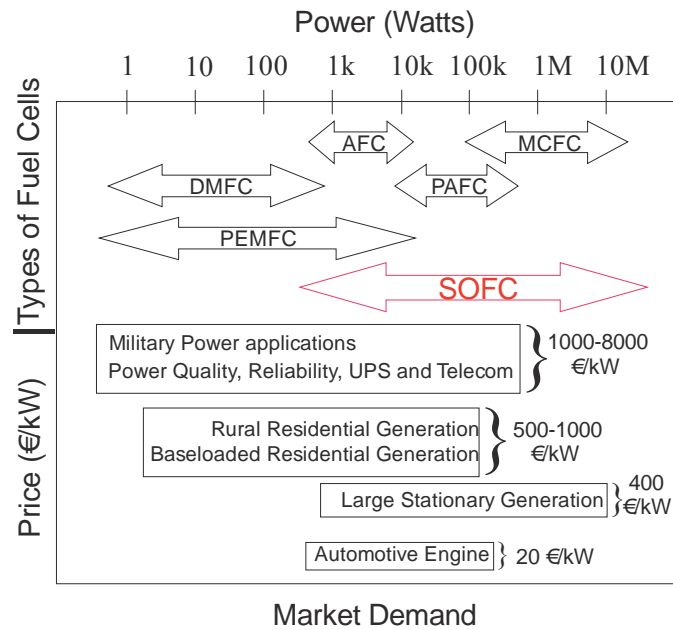 Power (Watts)
1 10 100 1k 10k 100k 1M 10M
Types of Fuel Cells
AFC MCFC
DMFC PAFC
PEMFC
SOFC
Price (€/kW)
Military Power applications
Power Quality, Reliability, UPS and Telecom
1000-8000
€/kW
Rural Residential Generation
Baseloaded Residential Generation
500-1000
€/kW
Large Stationary Generation
400
€/kW
Automotive Engine
20 €/kW
Market Demand